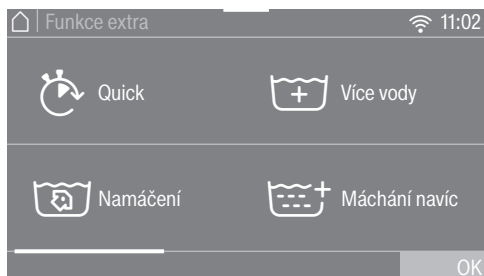 Funkce extra 11:02
Quick Více vody
Namáčení Máchání navíc
OK